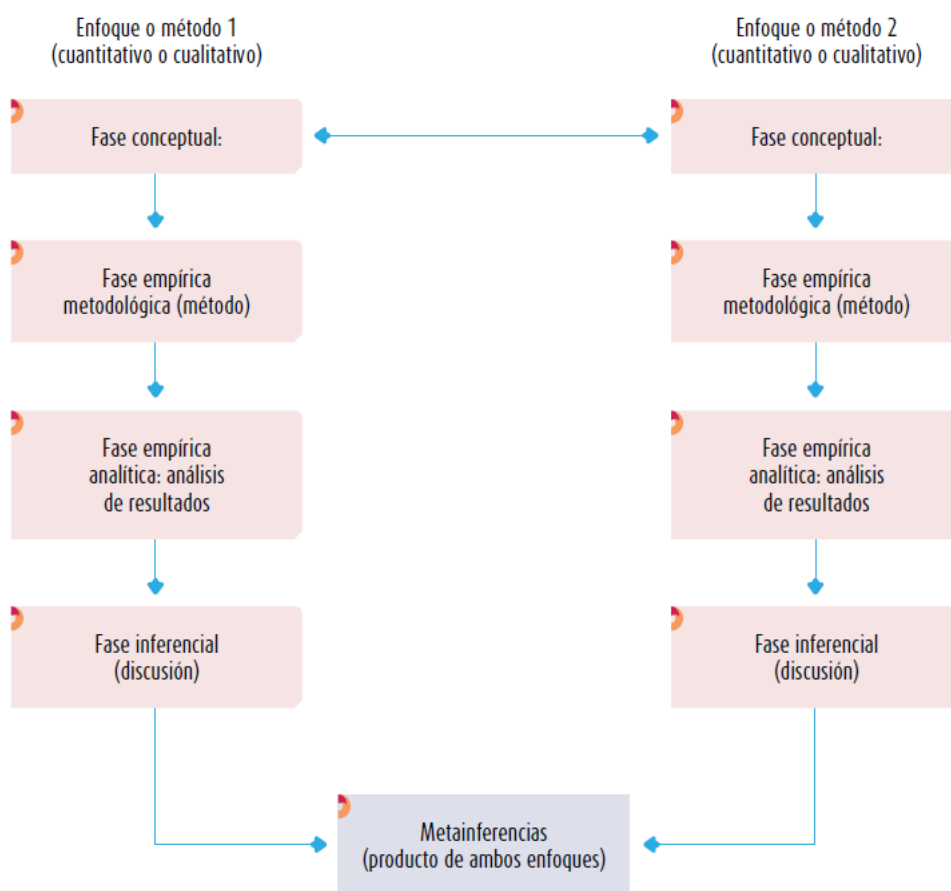 Enfoque o método 1
(cuantitativo o cualitativo)
Enfoque o método 2
(cuantitativo o cualitativo)
Fase conceptual:
Fase conceptual:
Fase empírica
metodológica (método)
Fase empírica
metodológica (método)
Fase empírica
analítica: análisis
de resultados
Fase empírica
analítica: análisis
de resultados
Fase inferencial
(discusión)
Fase inferencial
(discusión)
Metainferencias
(producto de ambos enfoques)